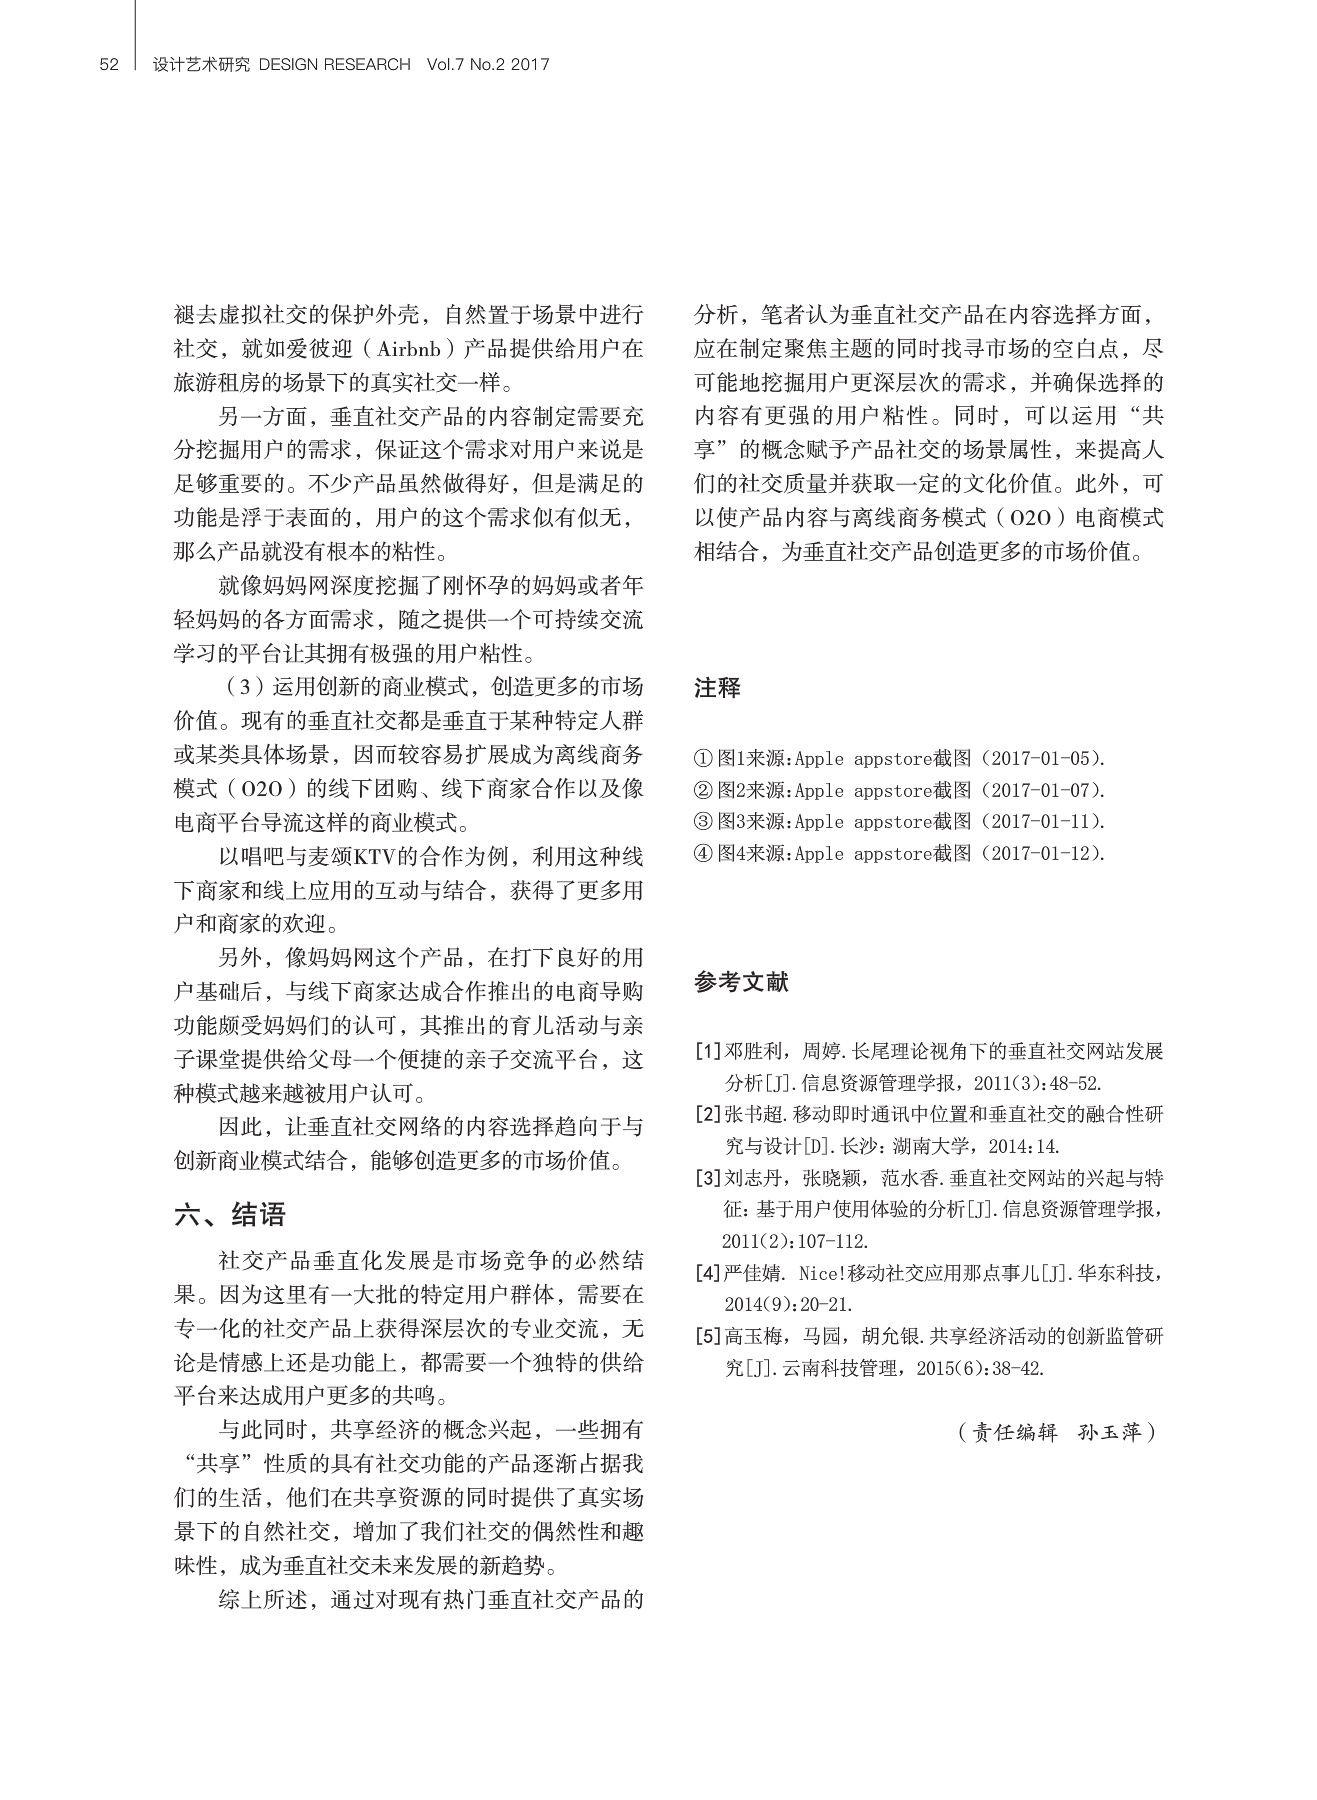 52 设计艺术研究 DESIGN RESEARCH Vol.7 No.2 2017
褪去虚拟社交的保护外壳，自然置于场景中进行
社交，就如爱彼迎（Airbnb）产品提供给用户在
旅游租房的场景下的真实社交一样。
另一方面，垂直社交产品的内容制定需要充
分挖掘用户的需求，保证这个需求对用户来说是
足够重要的。不少产品虽然做得好，但是满足的
功能是浮于表面的，用户的这个需求似有似无，
那么产品就没有根本的粘性。
就像妈妈网深度挖掘了刚怀孕的妈妈或者年
轻妈妈的各方面需求，随之提供一个可持续交流
学习的平台让其拥有极强的用户粘性。
（3）运用创新的商业模式，创造更多的市场
价值。现有的垂直社交都是垂直于某种特定人群
或某类具体场景，因而较容易扩展成为离线商务
模式（O2O）的线下团购、线下商家合作以及像
电商平台导流这样的商业模式。
以唱吧与麦颂KTV的合作为例，利用这种线
下商家和线上应用的互动与结合，获得了更多用
户和商家的欢迎。
另外，像妈妈网这个产品，在打下良好的用
户基础后，与线下商家达成合作推出的电商导购
功能颇受妈妈们的认可，其推出的育儿活动与亲
子课堂提供给父母一个便捷的亲子交流平台，这
种模式越来越被用户认可。
因此，让垂直社交网络的内容选择趋向于与
创新商业模式结合，能够创造更多的市场价值。
六、结语
社交产品垂直化发展是市场竞争的必然结
果。因为这里有一大批的特定用户群体，需要在
专一化的社交产品上获得深层次的专业交流，无
论是情感上还是功能上，都需要一个独特的供给
平台来达成用户更多的共鸣。
与此同时，共享经济的概念兴起，一些拥有
“共享”性质的具有社交功能的产品逐渐占据我
们的生活，他们在共享资源的同时提供了真实场
景下的自然社交，增加了我们社交的偶然性和趣
味性，成为垂直社交未来发展的新趋势。
综上所述，通过对现有热门垂直社交产品的
分析，笔者认为垂直社交产品在内容选择方面，
应在制定聚焦主题的同时找寻市场的空白点，尽
可能地挖掘用户更深层次的需求，并确保选择的
内容有更强的用户粘性。同时，可以运用“共
享”的概念赋予产品社交的场景属性，来提高人
们的社交质量并获取一定的文化价值。此外，可
以使产品内容与离线商务模式（O2O）电商模式
相结合，为垂直社交产品创造更多的市场价值。
注释
①图1来源:Apple appstore截图（2017-01-05）.
②图2来源:Apple appstore截图（2017-01-07）.
③图3来源:Apple appstore截图（2017-01-11）.
④图4来源:Apple appstore截图（2017-01-12）.
参考文献
[1]邓胜利，周婷.长尾理论视角下的垂直社交网站发展
分析[J].信息资源管理学报，2011(3):48-52.
[2]张书超.移动即时通讯中位置和垂直社交的融合性研
究与设计[D].长沙: 湖南大学，2014:14.
[3]刘志丹，张晓颖，范水香.垂直社交网站的兴起与特
征: 基于用户使用体验的分析[J].信息资源管理学报，
2011(2):107-112.
[4]严佳婧. Nice!移动社交应用那点事儿[J].华东科技，
2014(9):20-21.
[5]高玉梅，马园，胡允银.共享经济活动的创新监管研
究[J].云南科技管理，2015(6):38-42.
（责任编辑 孙玉萍）